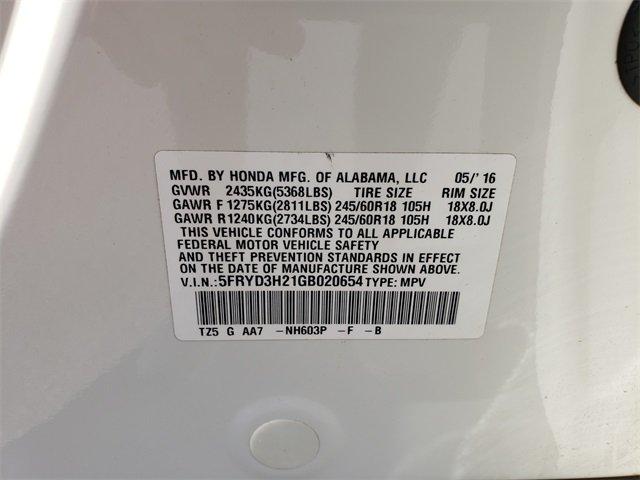 MFD. BY HONDA MFG. OF ALABAMA, LLC 05/'16
GVWR 2435KG(5368LBS) TIRE SIZE RIM SIZE
GAWR F 1275KG(2811LBS) 245/60R18 105H 18X8.0J
GAWR R1240KG(2734LBS) 245/60R18 105H 18X8.0J
THIS VEHICLE CONFORMS TO ALL APPLICABLE
FEDERAL MOTOR VEHICLE SAFETY
AND THEFT PREVENTION STANDARDS IN EFFECT
ON THE DATE OF MANUFACTURE SHOWN ABOVE.
V.I.N.: 5FRYD3H21GB020654 TYPE: MPV
TZ5 G AA7 -NH603P -F -B